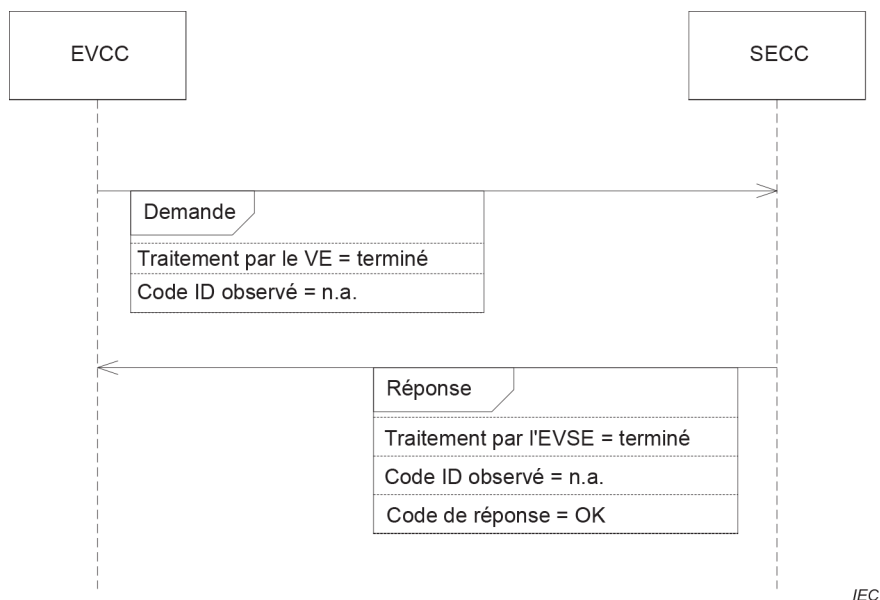 EVCC
SECC
Demande
Traitement par le VE = terminé
Code ID observé = n.a.
Réponse
Traitement par l'EVSE = terminé
Code ID observé = n.a.
Code de réponse = OK
IEC